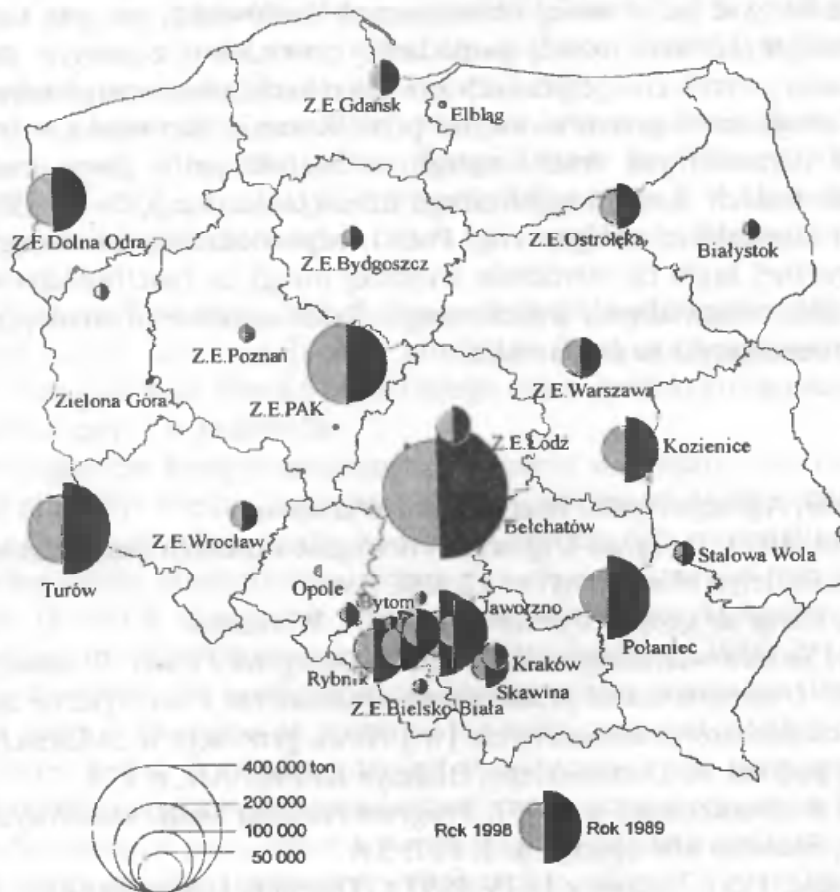 Z.E.Gdańsk
Elbląg
Z.E.Dolna Odra
Z.E.Bydgoszcz
Z.E.Ostrołęka
Białystok
Z.E.Poznań
Z.E.Warszawa
Zielona Góra
Z.E.PAK
Z.E.Łódź
Kozienice
Bełchatów
Z.E.Wrocław
Stalowa Wola
Turów
Opole
Bytom
Jaworzno
Połaniec
Rybnik
Kraków
Skawina
Z.E.Bielsko-Biała
400 000 ton
200 000
100 000
50 000
Rok 1998
Rok 1989